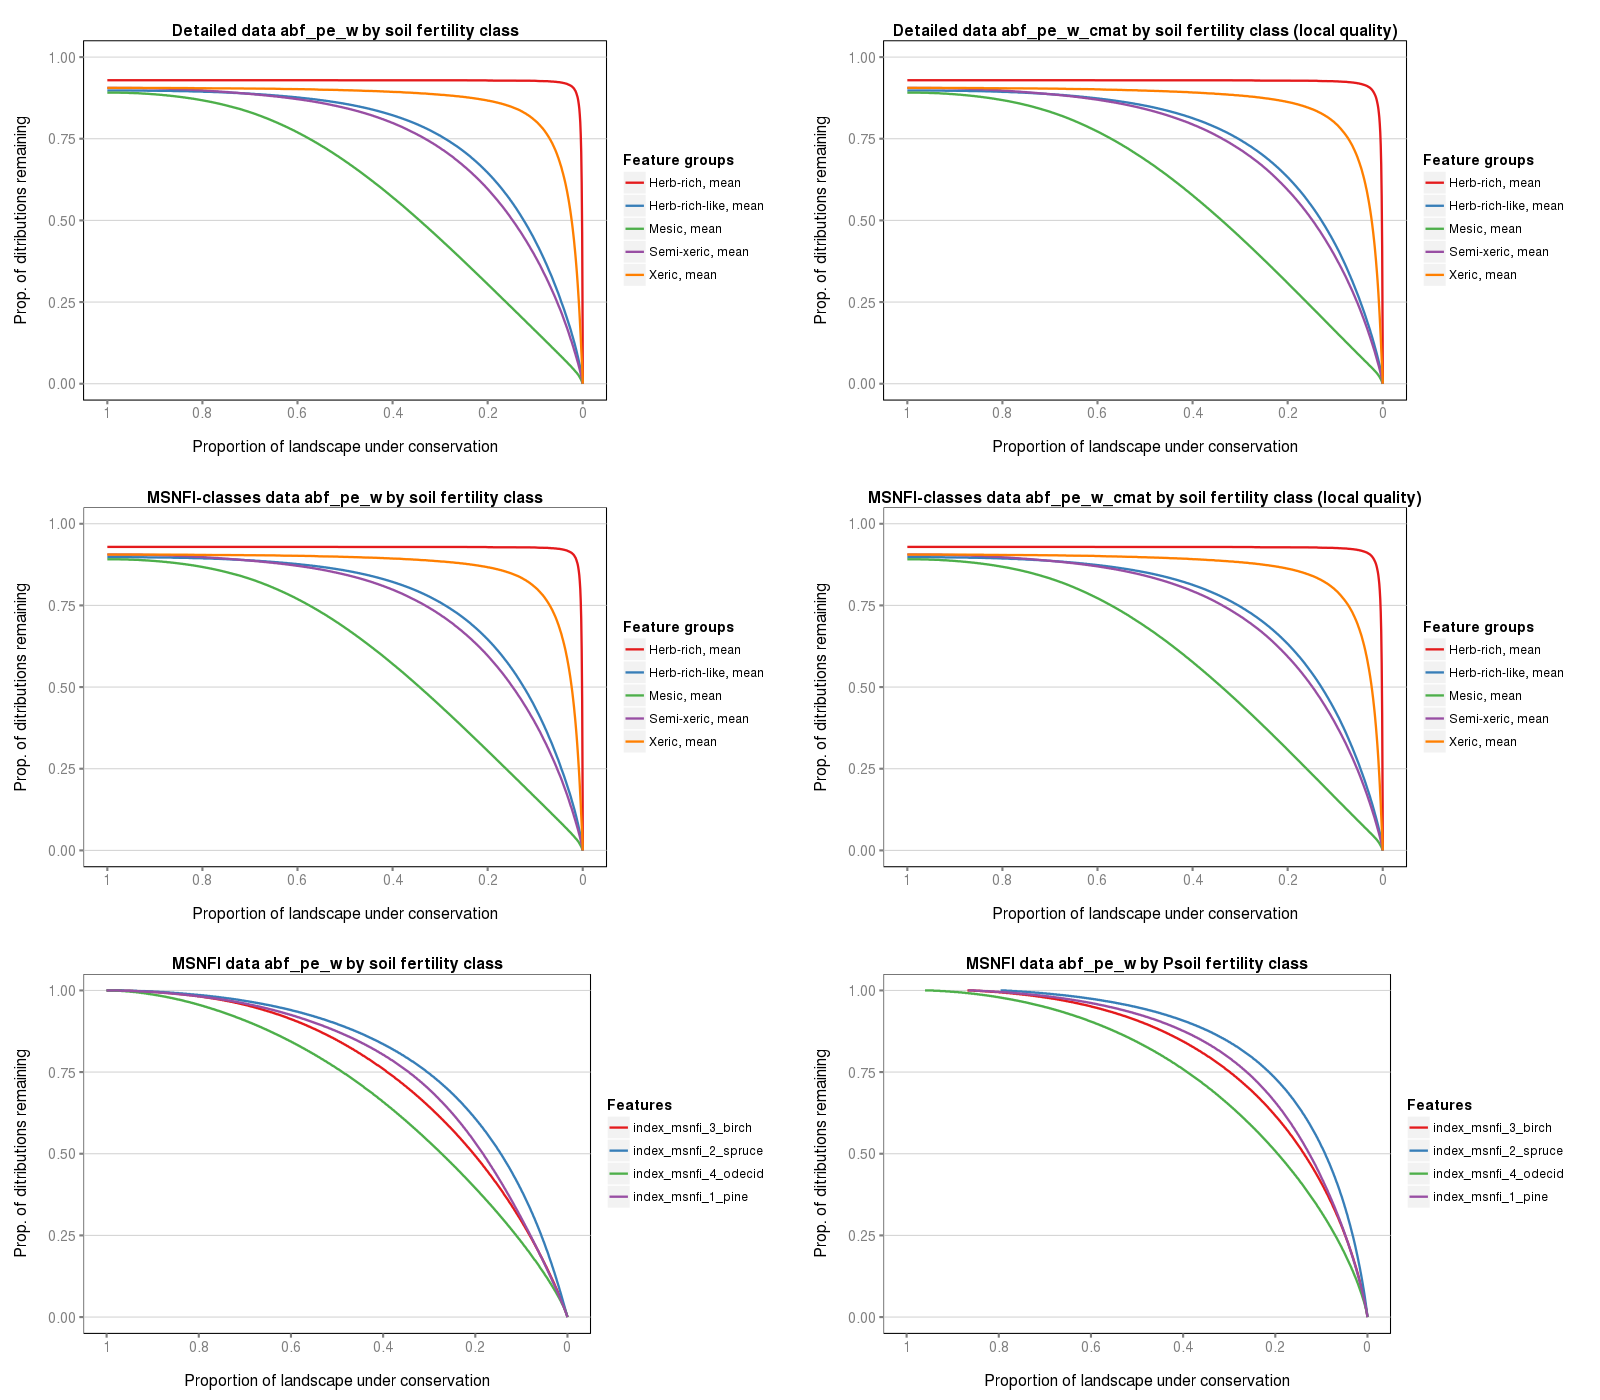 Detailed data abf_pe_w by soil fertility class
Prop. of ditributions remaining
1.00
0.75
0.50
0.25
0.00
1 0.8 0.6 0.4 0.2 0
Proportion of landscape under conservation
Feature groups
Herb-rich, mean
Herb-rich-like, mean
Mesic, mean
Semi-xeric, mean
Xeric, mean
Detailed data abf_pe_w_cmat by soil fertility class (local quality)
Prop. of ditributions remaining
1.00
0.75
0.50
0.25
0.00
1 0.8 0.6 0.4 0.2 0
Proportion of landscape under conservation
Feature groups
Herb-rich, mean
Herb-rich-like, mean
Mesic, mean
Semi-xeric, mean
Xeric, mean
MSNFI-classes data abf_pe_w by soil fertility class
Prop. of ditributions remaining
1.00
0.75
0.50
0.25
0.00
1 0.8 0.6 0.4 0.2 0
Proportion of landscape under conservation
Feature groups
Herb-rich, mean
Herb-rich-like, mean
Mesic, mean
Semi-xeric, mean
Xeric, mean
MSNFI-classes data abf_pe_w_cmat by soil fertility class (local quality)
Prop. of ditributions remaining
1.00
0.75
0.50
0.25
0.00
1 0.8 0.6 0.4 0.2 0
Proportion of landscape under conservation
Feature groups
Herb-rich, mean
Herb-rich-like, mean
Mesic, mean
Semi-xeric, mean
Xeric, mean
MSNFI data abf_pe_w by soil fertility class
Prop. of ditributions remaining
1.00
0.75
0.50
0.25
0.00
1 0.8 0.6 0.4 0.2 0
Proportion of landscape under conservation
Features
index_msnfi_3_birch
index_msnfi_2_spruce
index_msnfi_4_odecid
index_msnfi_1_pine
MSNFI data abf_pe_w by Psoil fertility class
Prop. of ditributions remaining
1.00
0.75
0.50
0.25
0.00
1 0.8 0.6 0.4 0.2 0
Proportion of landscape under conservation
Features
index_msnfi_3_birch
index_msnfi_2_spruce
index_msnfi_4_odecid
index_msnfi_1_pine